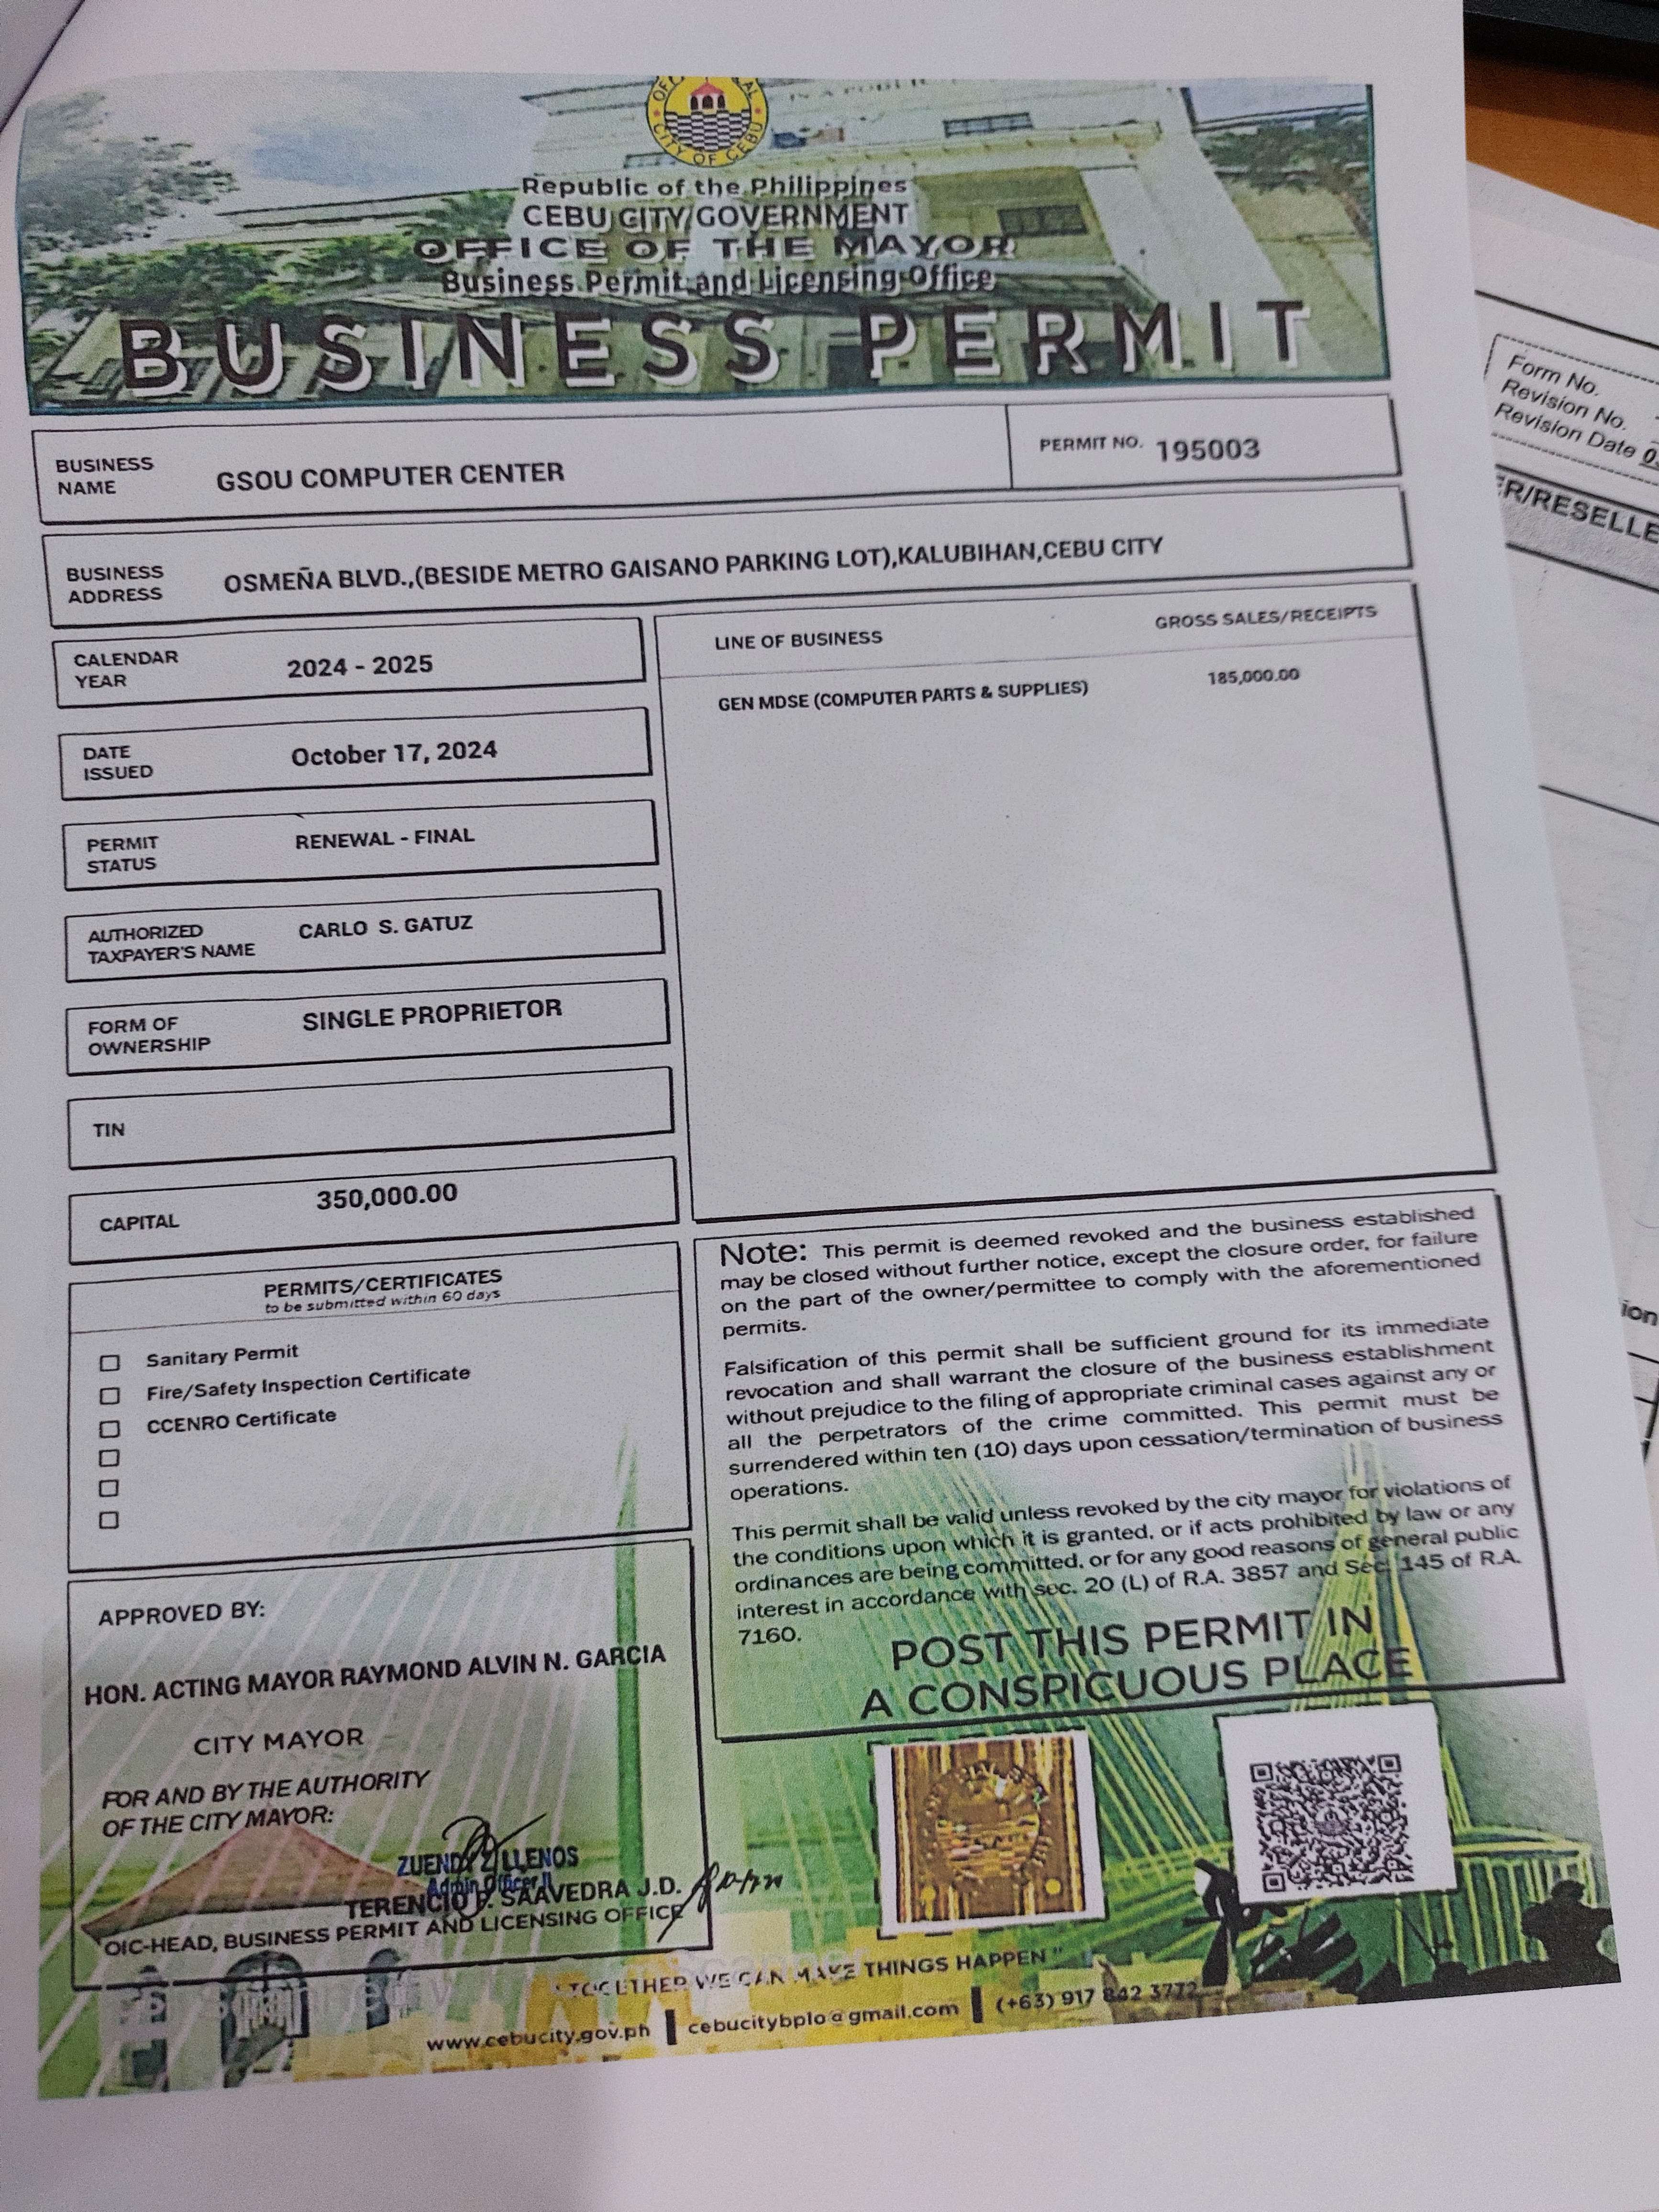 CITY OF CEBU
Republic of the Philippines
CEBU CITY GOVERNMENT
OFFICE OF THE MAYOR
Business Permit and Licensing Office
BUSINESS PERMIT
BUSINESS NAME GSOU COMPUTER CENTER
PERMIT NO. 195003
BUSINESS ADDRESS OSMEÑA BLVD.,(BESIDE METRO GAISANO PARKING LOT),KALUBIHAN,CEBU CITY
CALENDAR YEAR 2024 - 2025
DATE ISSUED October 17, 2024
PERMIT STATUS RENEWAL - FINAL
AUTHORIZED TAXPAYER'S NAME CARLO S. GATUZ
FORM OF OWNERSHIP SINGLE PROPRIETOR
TIN
CAPITAL 350,000.00
LINE OF BUSINESS GROSS SALES/RECEIPTS
GEN MDSE (COMPUTER PARTS & SUPPLIES) 185,000.00
PERMITS/CERTIFICATES
to be submitted within 60 days
Sanitary Permit
Fire/Safety Inspection Certificate
CCENRO Certificate
Note: This permit is deemed revoked and the business established
may be closed without further notice, except the closure order, for failure
on the part of the owner/permittee to comply with the aforementioned
permits.
Falsification of this permit shall be sufficient ground for its immediate
revocation and shall warrant the closure of the business establishment
without prejudice to the filing of appropriate criminal cases against any or
all the perpetrators of the crime committed. This permit must be
surrendered within ten (10) days upon cessation/termination of business
operations.
This permit shall be valid unless revoked by the city mayor for violations of
the conditions upon which it is granted, or if acts prohibited by law or any
ordinances are being committed, or for any good reasons of general public
interest in accordance with sec. 20 (L) of R.A. 3857 and Sec. 145 of R.A.
7160.
POST THIS PERMIT IN
A CONSPICUOUS PLACE
APPROVED BY:
HON. ACTING MAYOR RAYMOND ALVIN N. GARCIA
CITY MAYOR
FOR AND BY THE AUTHORITY
OF THE CITY MAYOR:
Admin Officer
TERENCIO SAAVEDRA J.D.
OIC-HEAD, BUSINESS PERMIT AND LICENSING OFFICE
"TOGETHER WE CAN MAKE THINGS HAPPEN"
www.cebucity.gov.ph | cebucitybplo@gmail.com | (+63) 917 842 3772
Form No.
Revision No.
Revision Date